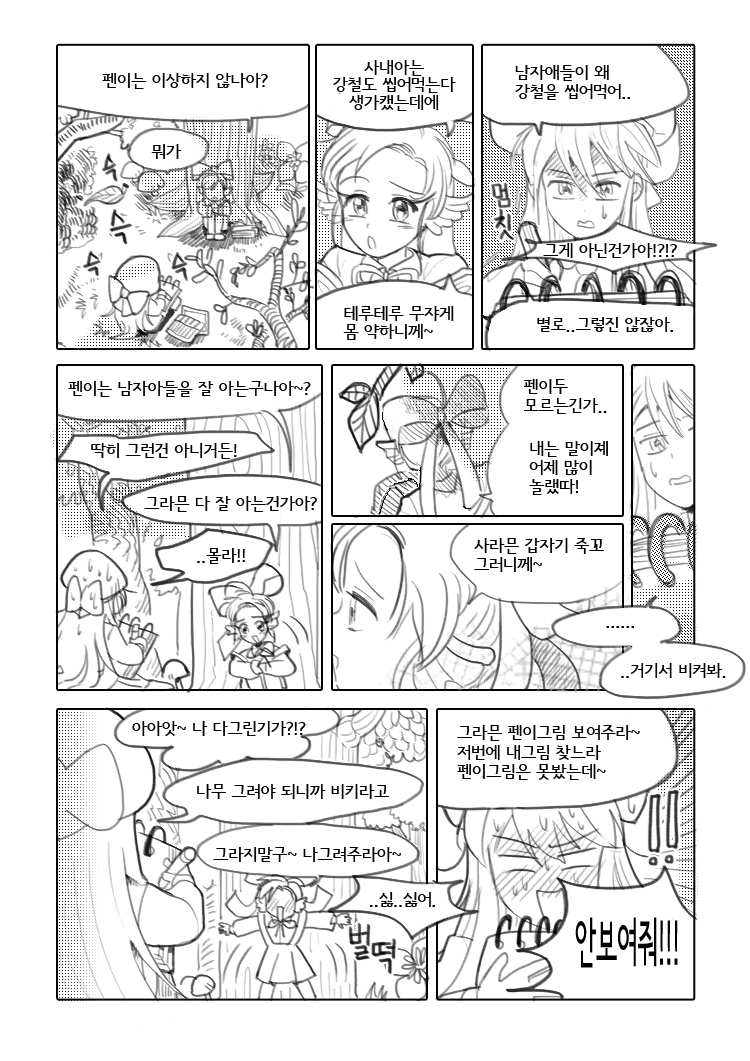 펜이는 이상하지 않나아?
뭐가
슥
슥
슥
슥
사내아는
강철도 씹어먹는다
생가캤는데에
테루테루 무쟈게
몸 약하니께~
남자애들이 왜
강철을 씹어먹어..
멈칫
그게 아닌건가아!?!?
별로..그렇진 않잖아.
펜이는 남자아들을 잘 아는구나아~?
딱히 그런건 아니거든!
그라믄 다 잘 아는건가아?
..몰라!!
펜이두
모르는긴가..
내는 말이제
어제 많이
놀랬따!
사라믄 갑자기 죽꼬
그러니께~
......
..거기서 비켜봐.
아아앗~ 나 다그린기가?!?
나무 그려야 되니까 비키라고
그라지말구~ 나그려주라아~
..싫..싫어.
벌떡
그라믄 펜이그림 보여주라~
저번에 내그림 찾느라
펜이그림은 못봤는데~
!!
안보여줘!!!